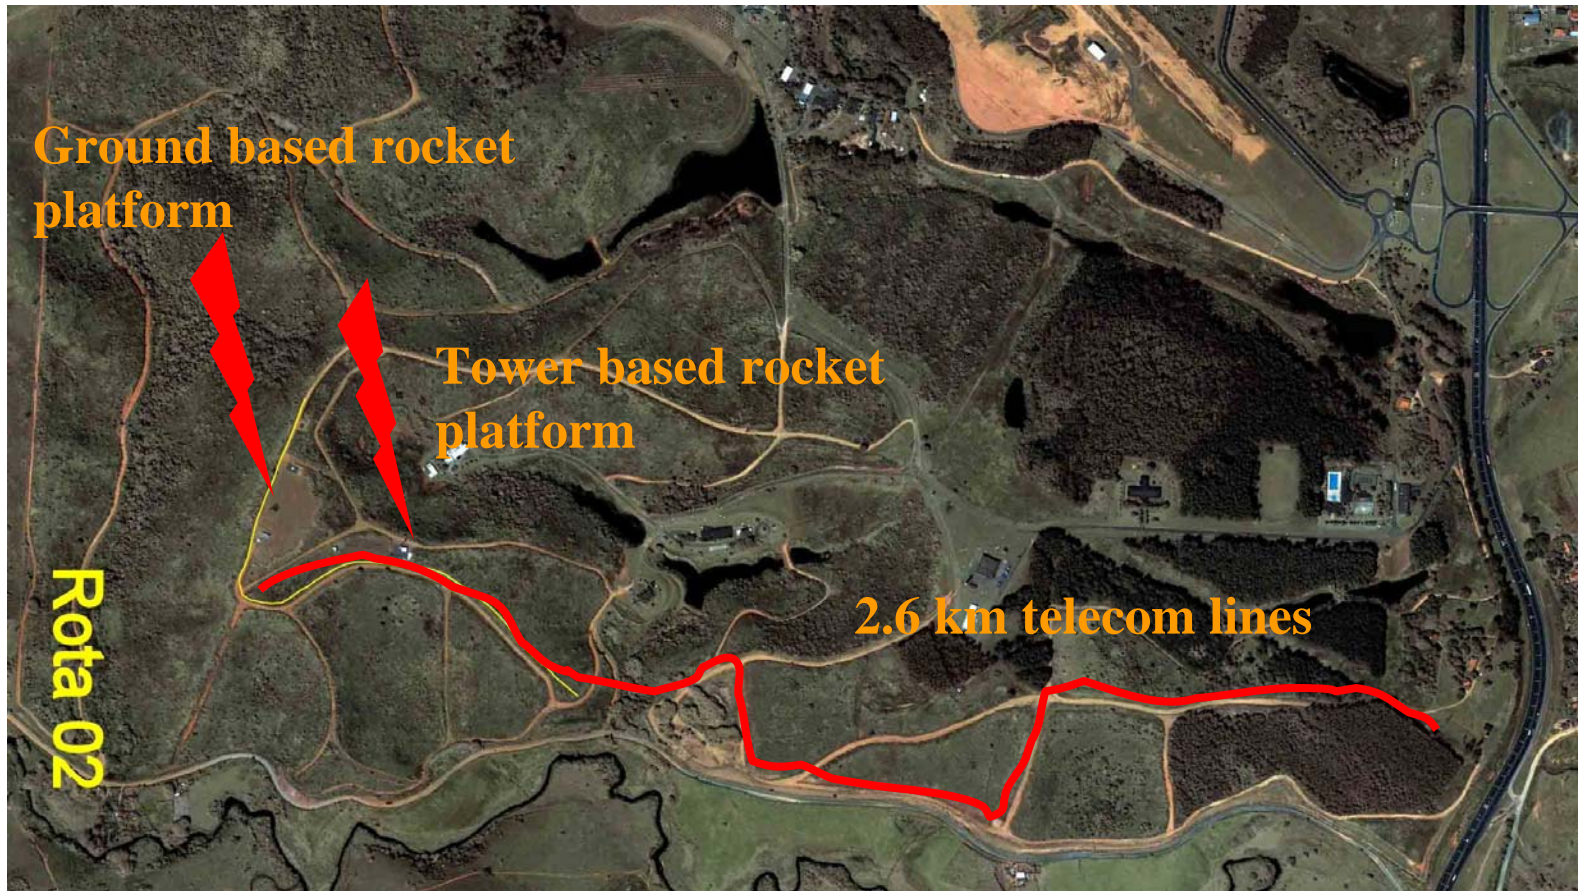 Ground based rocket
platform
Tower based rocket
platform
2.6 km telecom lines
Rota 02